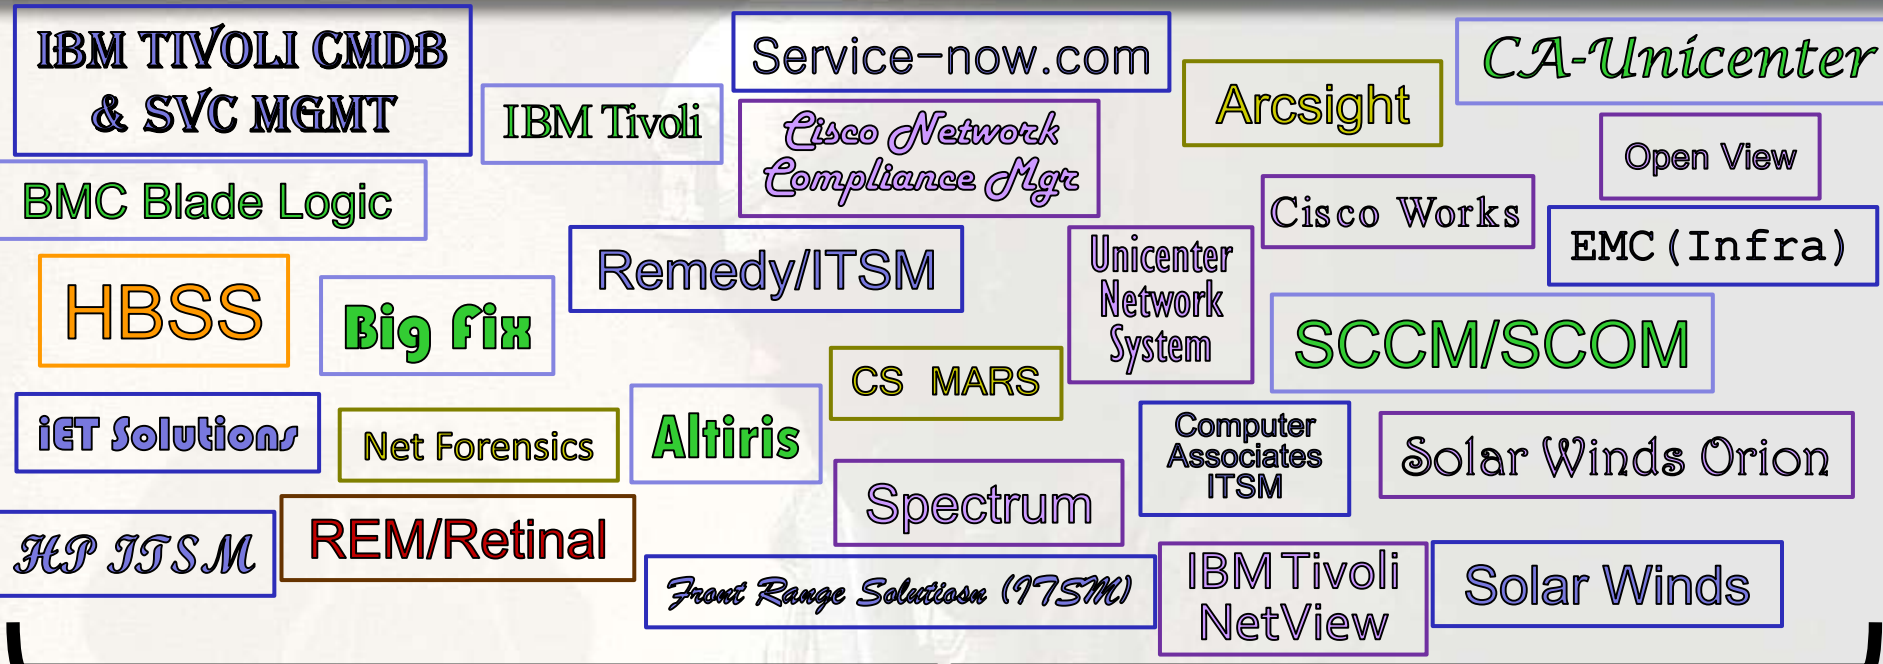 IBM TIVOLI CMDB
& SVC MGMT
IBM Tivoli
Service-now.com
Cisco Network
Compliance Mgr
Arcsight
CA-Unicenter
Open View
BMC Blade Logic
Cisco Works
EMC (Infra)
HBSS
Big Fix
Remedy/ITSM
Unicenter
Network
System
SCCM/SCOM
CS MARS
iET Solutions
Net Forensics
Altiris
Computer
Associates
ITSM
Solar Winds Orion
Spectrum
HP ITSM
REM/Retinal
Front Range Solutiosn (ITSM)
IBM Tivoli
NetView
Solar Winds